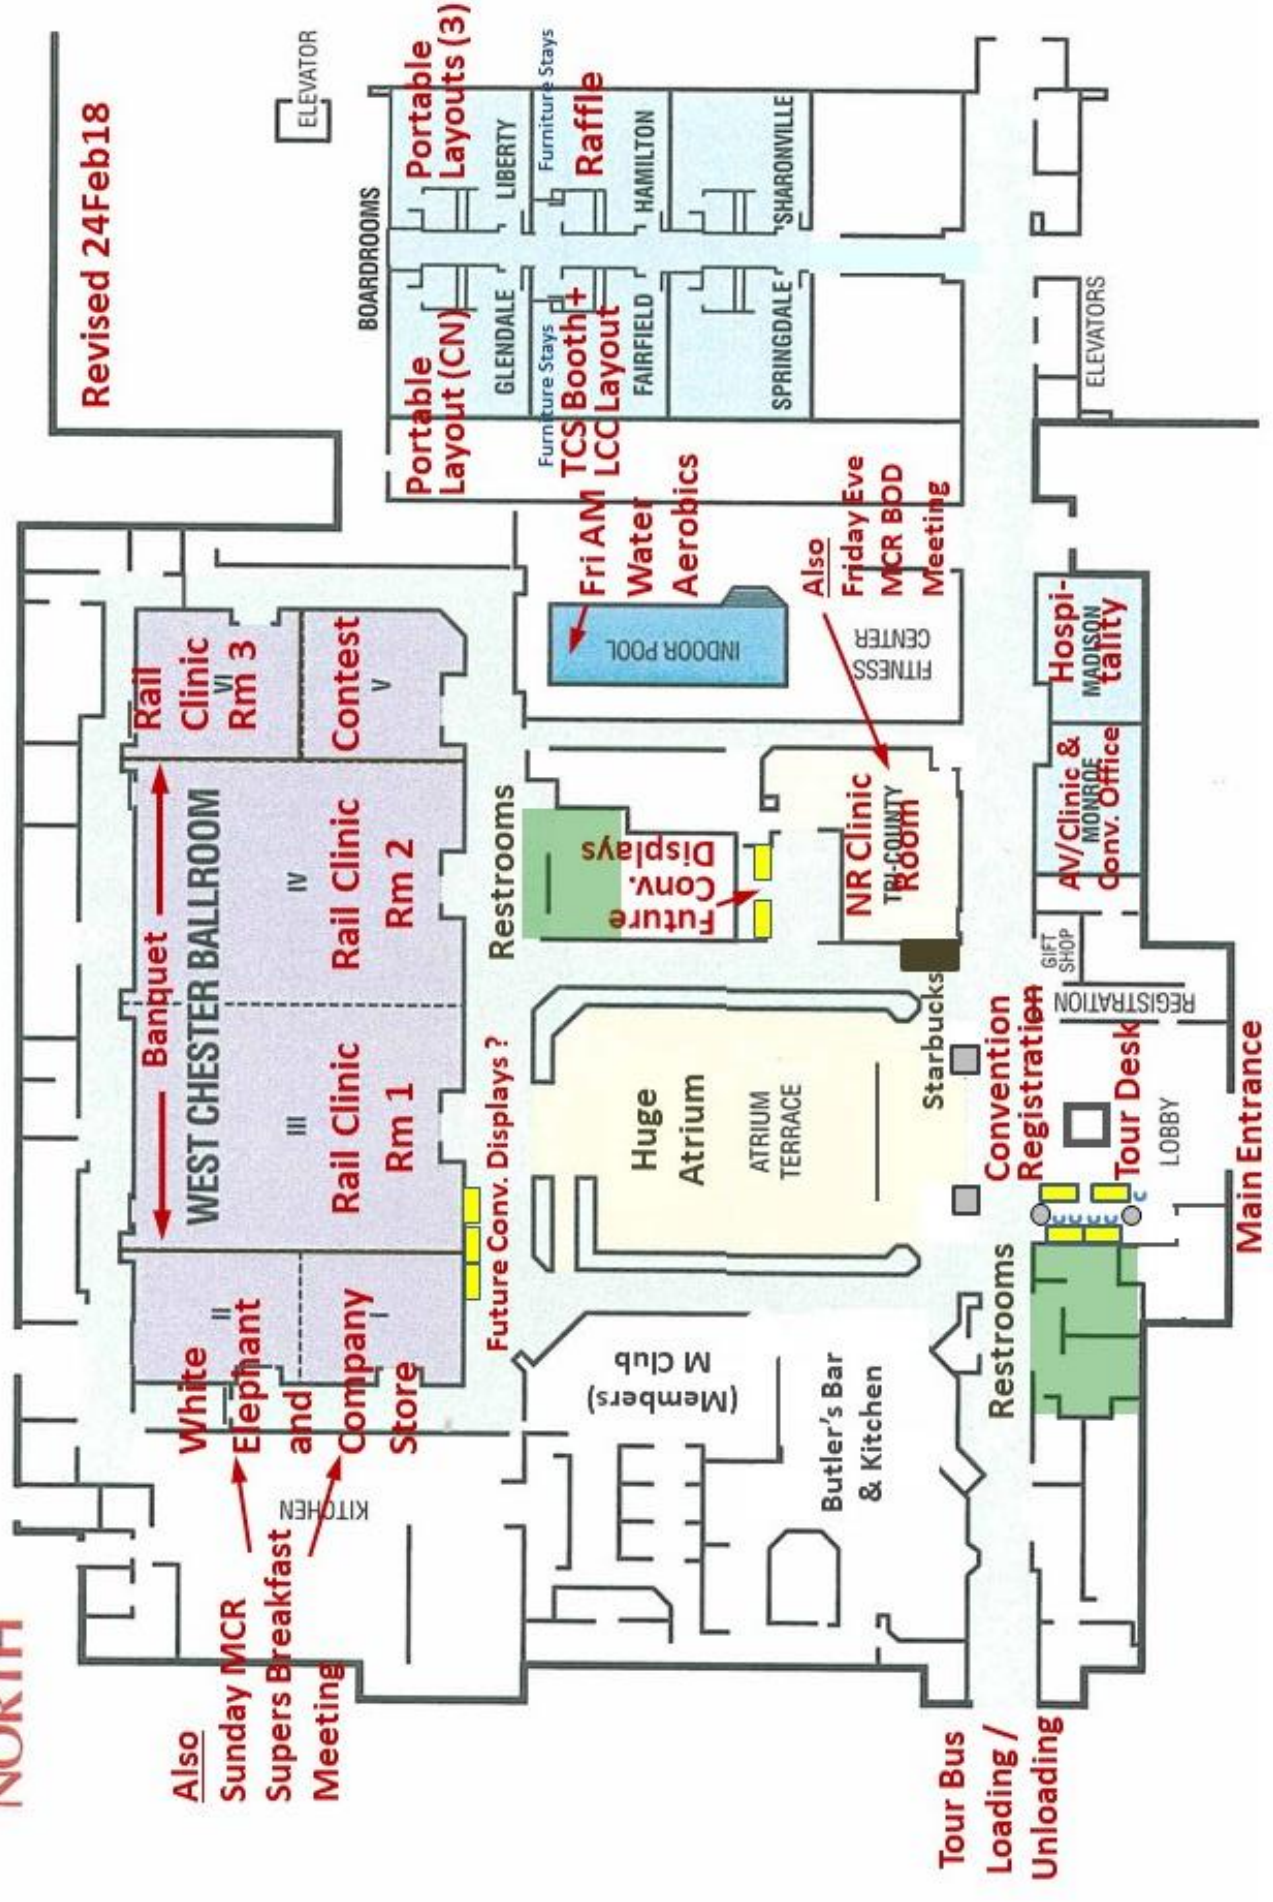 NORTH
Revised 24Feb18
ELEVATOR
BOARDROOMS
Portable
Layouts (3)
LIBERTY
Furniture Stays
Raffle
HAMILTON
SHARONVILLE
Portable
Layout (CN)
GLENDALE
Furniture Stays
TCS Booth +
LCC Layout
FAIRFIELD
SPRINGDALE
ELEVATORS
Fri AM
Water
Aerobics
INDOOR POOL
Also
Friday Eve
MCR BOD
Meeting
FITNESS
CENTER
Hospi-
tality
MADISON
AV/Clinic &
Conv. Office
MONROE
Rail
Clinic
Rm 3
VI
Contest
V
Banquet
WEST CHESTER BALLROOM
IV
Rail Clinic
Rm 2
III
Rail Clinic
Rm 1
II
I
White
Elephant
and
Company
Store
Restrooms
Future
Conv.
Displays
NR Clinic
Room
TRI-COUNTY
Starbucks
GIFT
SHOP
REGISTRATION
Convention
Registration
Tour Desk
LOBBY
Main Entrance
Future Conv. Displays ?
Huge
Atrium
ATRIUM
TERRACE
c
c
c
c
c
Restrooms
M Club
(Members)
Butler's Bar
& Kitchen
KITCHEN
Also
Sunday MCR
Supers Breakfast
Meeting
Tour Bus
Loading /
Unloading